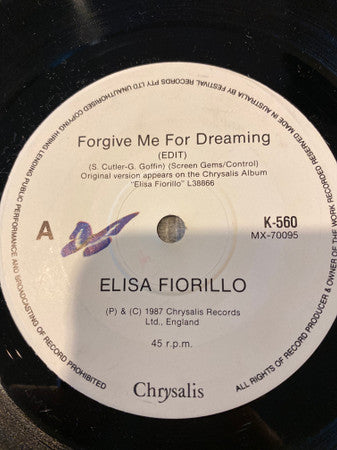 Forgive Me For Dreaming
(EDIT)
(S. Cutler-G. Goffin) (Screen Gems/Control)
Original version appears on the Chrysalis Album
"Elisa Fiorillo" L38866
A
K-560
MX-70095
ELISA FIORILLO
(P) & (C) 1987 Chrysalis Records
Ltd., England
45 r.p.m.
Chrysalis
MADE IN AUSTRALIA BY FESTIVAL RECORDS PTY LTD UNAUTHORISED COPYING HIRING LENDING PUBLIC PERFORMANCE AND BROADCASTING OF RECORD PROHIBITED
ALL RIGHTS OF RECORD PRODUCER & OWNER OF THE WORK RECORDED RESERVED